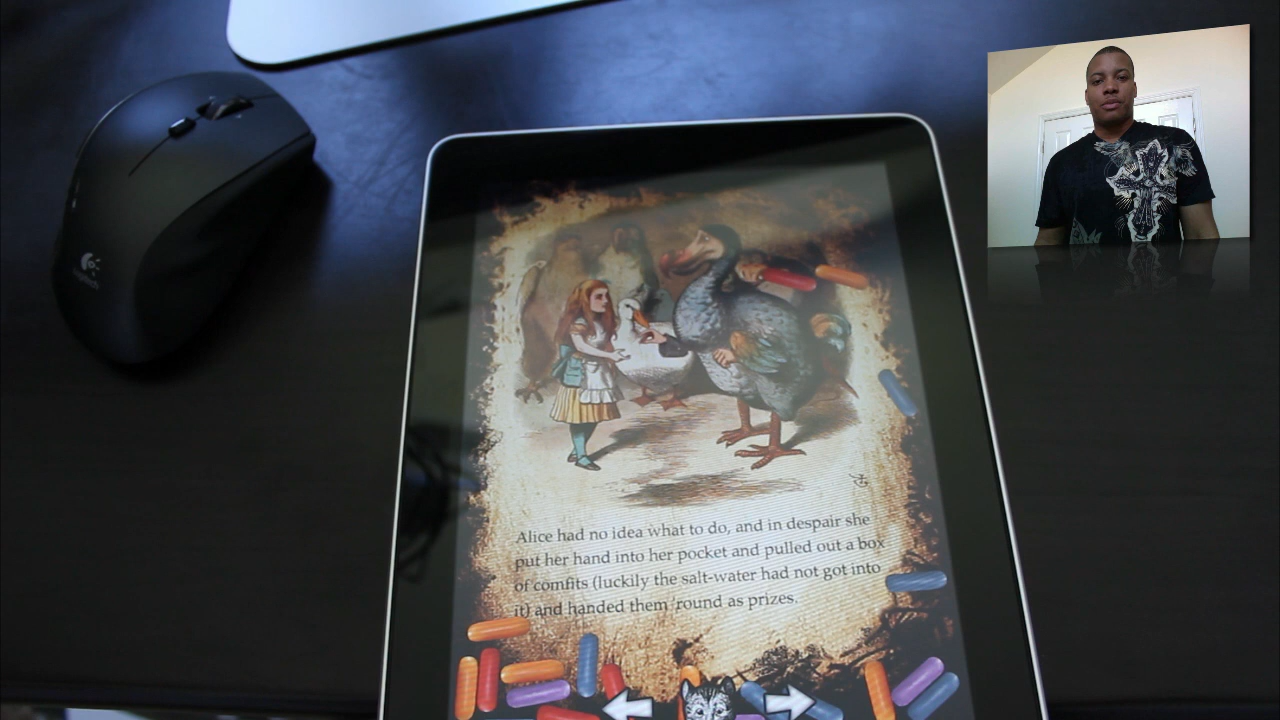 Alice had no idea what to do, and in despair she
put her hand into her pocket and pulled out a box
of comfits (luckily the salt-water had not got into
it) and handed them 'round as prizes.
Logitech